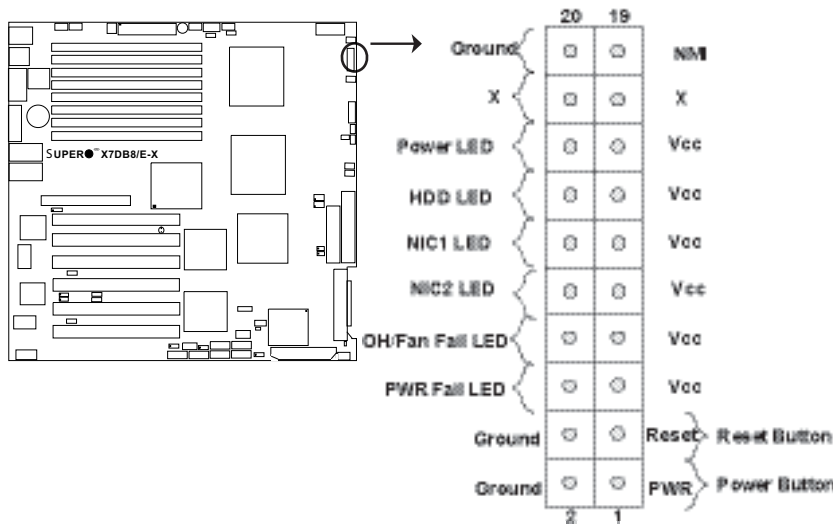 20 19
Ground NMI
X X
Power LED Vcc
HDD LED Vcc
NIC1 LED Vcc
NIC2 LED Vcc
OH/Fan Fail LED Vcc
PWR Fail LED Vcc
Ground Reset Reset Button
Ground PWR Power Button
2 1
SUPER X7DB8/E-X